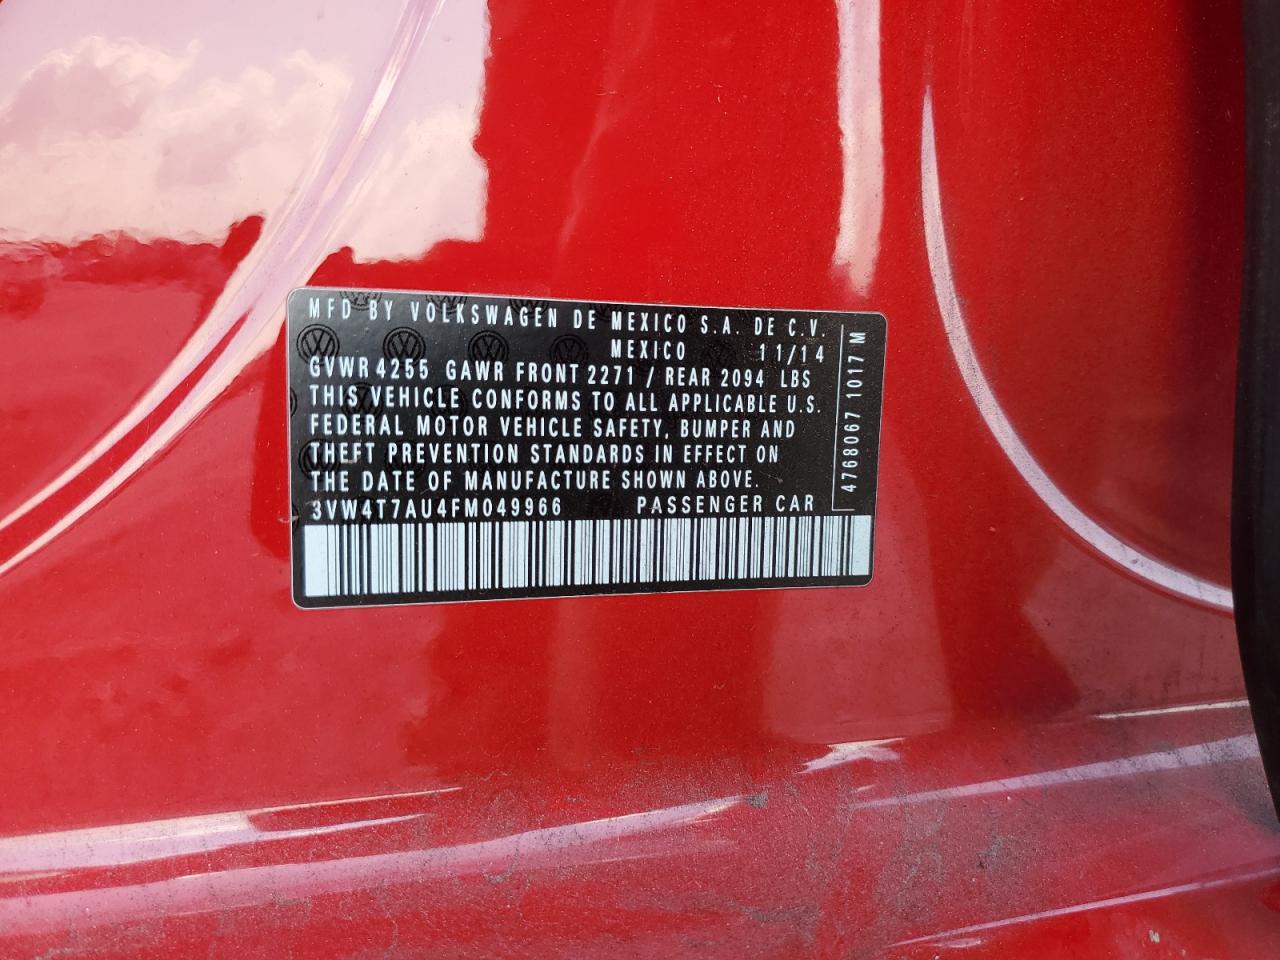 MFD BY VOLKSWAGEN DE MEXICO S.A. DE C.V.
MEXICO 11/14
GVWR 4255 GAWR FRONT 2271 / REAR 2094 LBS
THIS VEHICLE CONFORMS TO ALL APPLICABLE U.S.
FEDERAL MOTOR VEHICLE SAFETY, BUMPER AND
THEFT PREVENTION STANDARDS IN EFFECT ON
THE DATE OF MANUFACTURE SHOWN ABOVE.
3VW4T7AU4FM049966 PASSENGER CAR
4768067 1017 M